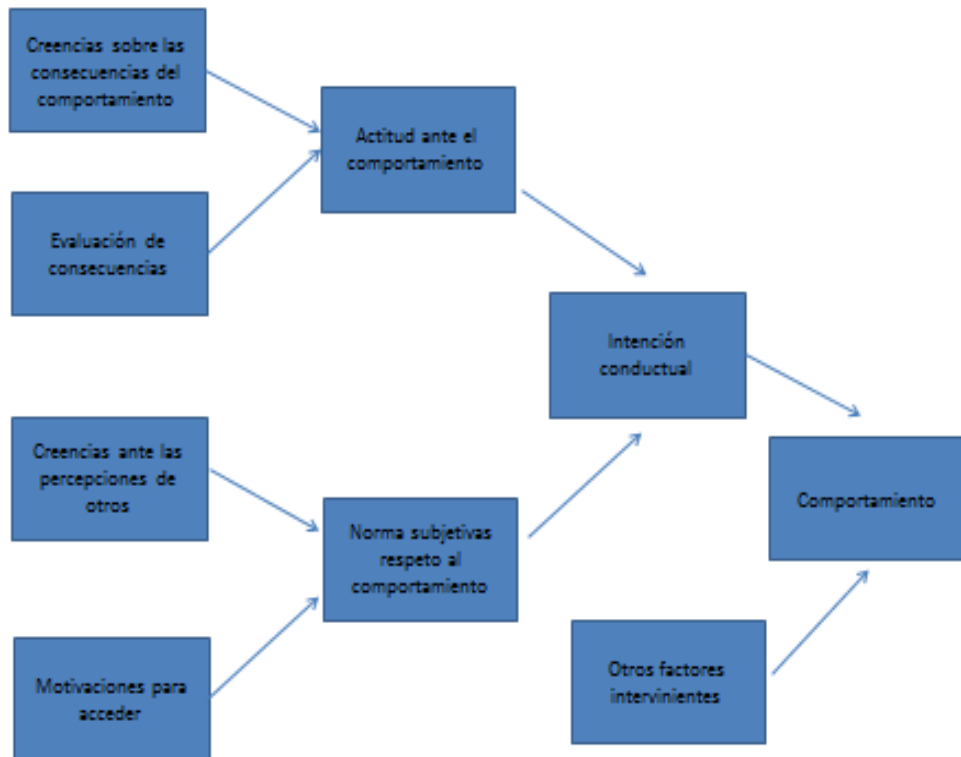 Creencias sobre las
consecuencias del
comportamiento
Actitud ante el
comportamiento
Evaluación de
consecuencias
Intención
conductual
Creencias ante las
percepciones de
otros
Comportamiento
Norma subjetivas
respeto al
comportamiento
Otros factores
intervinientes
Motivaciones para
acceder